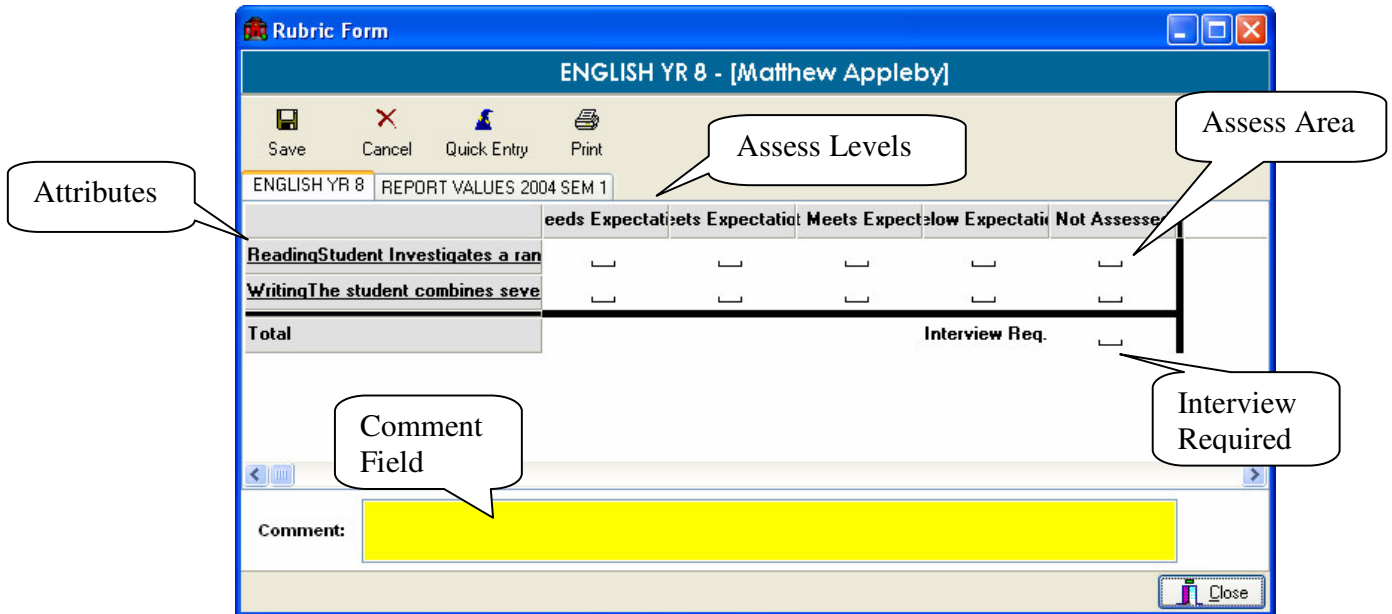 Rubric Form
ENGLISH YR 8 - [Matthew Appleby]
Assess Area
Save Cancel Quick Entry Print
Assess Levels
Attributes
ENGLISH YR 8 REPORT VALUES 2004 SEM 1
eeds Expectati eets Expectatio t Meets Expect elow Expectatio Not Assesse
ReadingStudent Investigates a ran
WritingThe student combines seve
Total Interview Req.
Interview
Required
Comment
Field
Comment:
Close